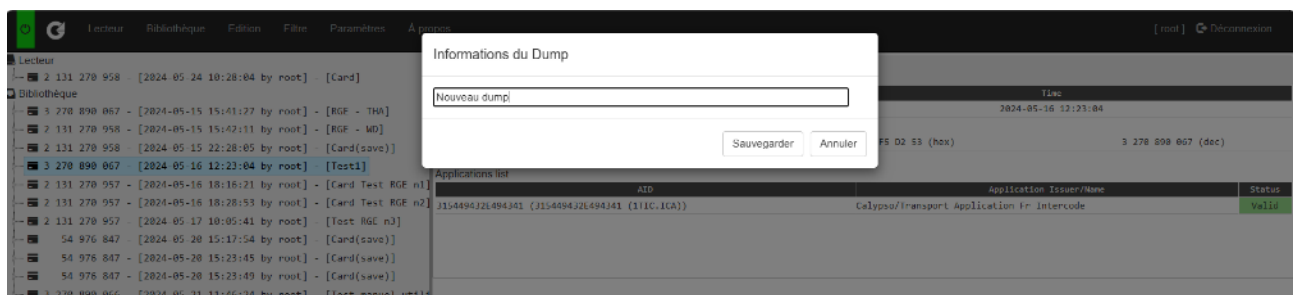 Lecteur Bibliothèque Edition Filtre Paramètres À propos [ root ] Déconnexion
Lecteur
2 131 270 958 - [2024-05-24 10:28:04 by root] - [Card]
Bibliothèque
3 270 890 067 - [2024-05-15 15:41:27 by root] - [RGE - THA]
2 131 270 958 - [2024-05-15 15:42:11 by root] - [RGE - WD]
2 131 270 958 - [2024-05-15 22:28:05 by root] - [Card(save)]
3 270 890 067 - [2024-05-16 12:23:04 by root] - [Test1]
2 131 270 957 - [2024-05-16 18:16:21 by root] - [Card Test RGE n1]
2 131 270 957 - [2024-05-16 18:28:53 by root] - [Card Test RGE n2]
2 131 270 957 - [2024-05-17 10:05:41 by root] - [Test RGE n3]
54 976 847 - [2024-05-20 15:17:54 by root] - [Card(save)]
54 976 847 - [2024-05-20 15:23:45 by root] - [Card(save)]
54 976 847 - [2024-05-20 15:23:49 by root] - [Card(save)]
Informations du Dump
Nouveau dump
Sauvegarder Annuler
Time
2024-05-16 12:23:04
F5 D2 53 (hex) 3 270 890 067 (dec)
Applications list
AID Application Issuer/Name Status
315449432E494341 (315449432E494341 (1TIC.ICA)) Calypso/Transport Application Fr Intercode Valid